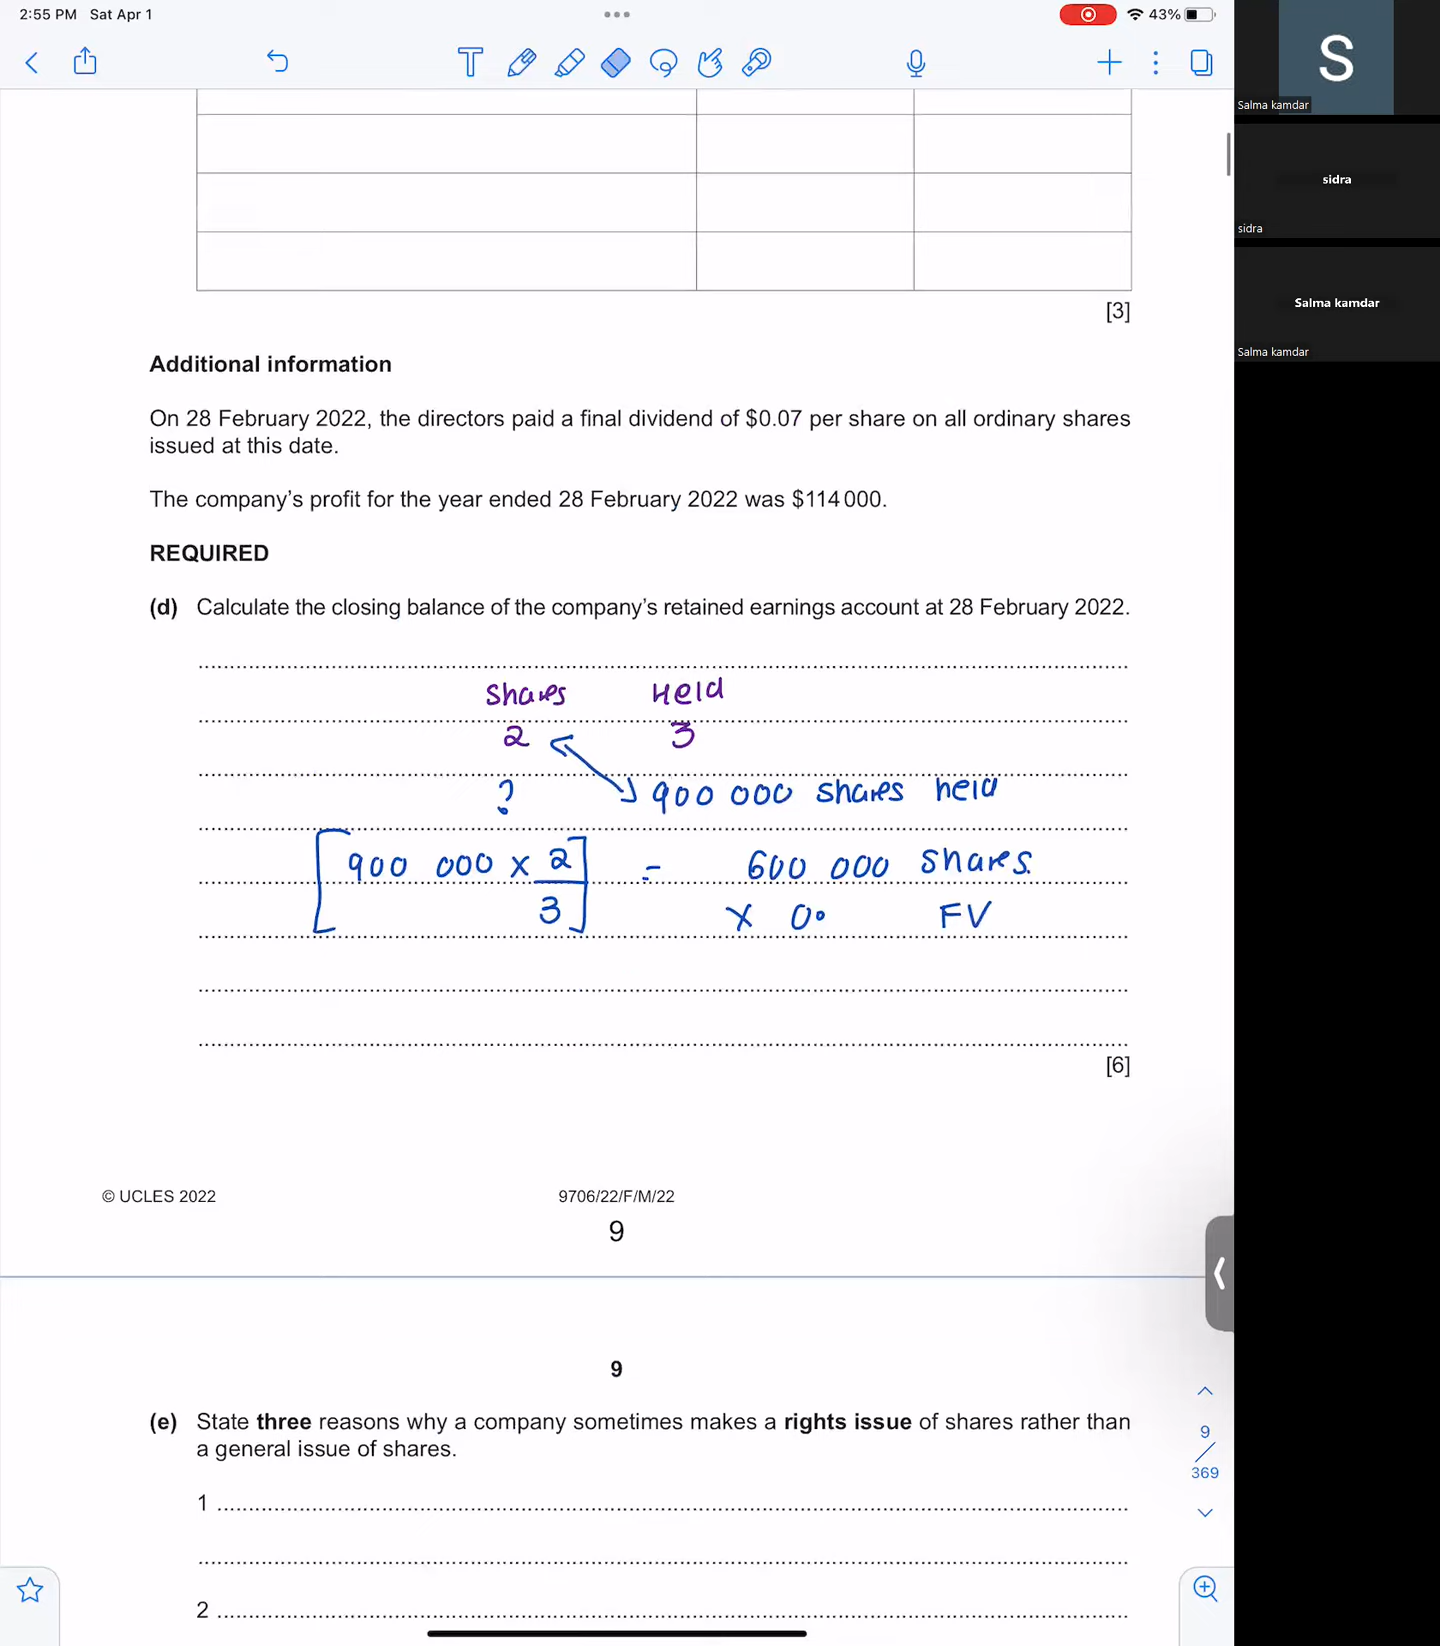 2:55 PM Sat Apr 1
43%
S
Salma kamdar
sidra
sidra
Salma kamdar
Salma kamdar
[3]
Additional information
On 28 February 2022, the directors paid a final dividend of $0.07 per share on all ordinary shares
issued at this date.
The company's profit for the year ended 28 February 2022 was $114 000.
REQUIRED
(d) Calculate the closing balance of the company's retained earnings account at 28 February 2022.
shares Held
2 3
? 900 000 shares held
[900 000 x 2/3] = 600 000 shares.
x 0. FV
[6]
© UCLES 2022 9706/22/F/M/22
9
9
(e) State three reasons why a company sometimes makes a rights issue of shares rather than
a general issue of shares.
1
2
9
369